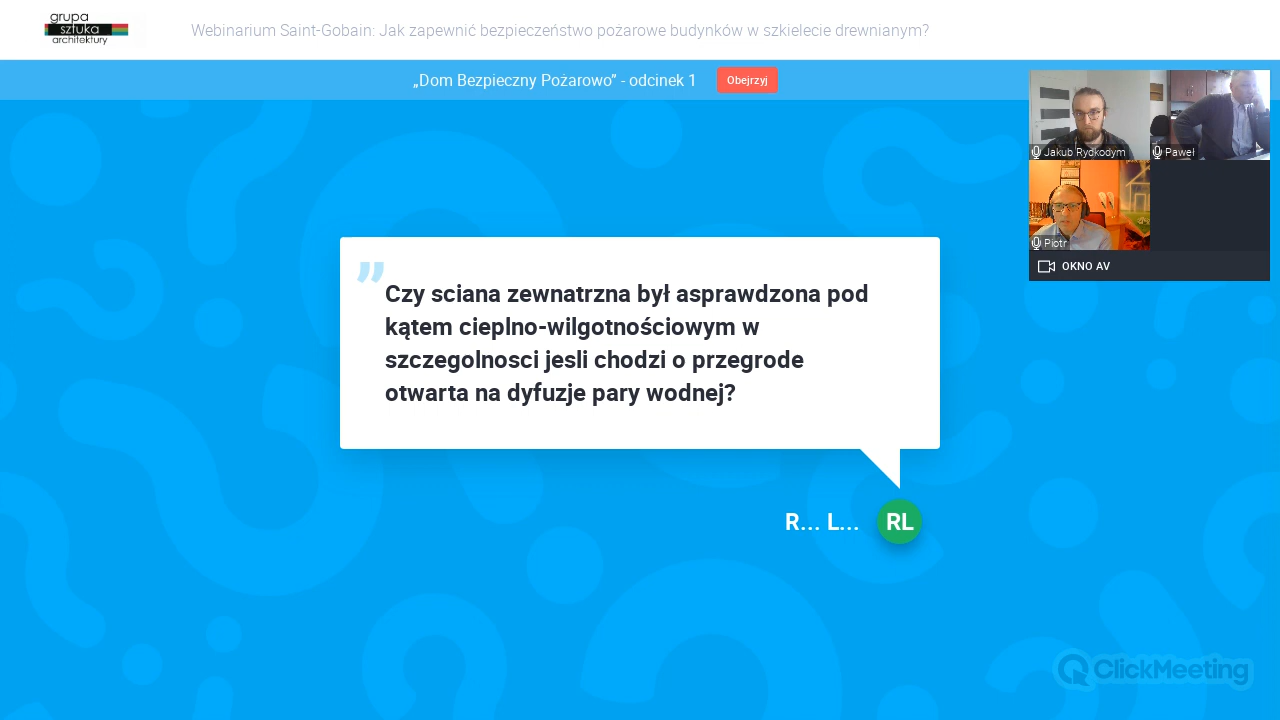 grupa
sztuka
architektury
Webinarium Saint-Gobain: Jak zapewnić bezpieczeństwo pożarowe budynków w szkielecie drewnianym?
„Dom Bezpieczny Pożarowo” - odcinek 1
Obejrzyj
Jakub Rydkodym
Paweł
Piotr
OKNO AV
” Czy sciana zewnatrzna był asprawdzona pod
kątem cieplno-wilgotnościowym w
szczegolnosci jesli chodzi o przegrode
otwarta na dyfuzje pary wodnej?
R... L...
RL
ClickMeeting